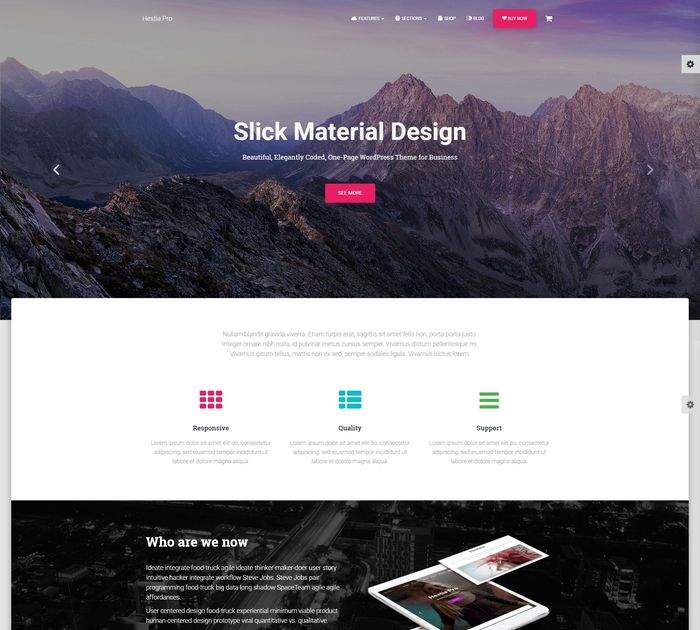 Hestia Pro
FEATURES
SECTIONS
SHOP
BLOG
BUY NOW
Slick Material Design
Beautiful, Elegantly Coded, One-Page WordPress Theme for Business
SEE MORE
Nullam blandit gravida viverra. Etiam turpis erat, sagittis sit amet felis non, porta porta justo.
Integer ornare nibh nulla, id pulvinar metus cursus semper. Vivamus dictum pellentesque mi.
Vivamus ipsum tellus, mattis non ex sed, semper sodales ligula. Vivamus luctus lorem.
Responsive
Lorem ipsum dolor sit amet elit do, consectetur
adipiscing, sed eiusmod tempor incididunt ut
labore et dolore magna aliqua.
Quality
Lorem ipsum dolor sit amet elit do, consectetur
adipiscing, sed eiusmod tempor incididunt ut
labore et dolore magna aliqua.
Support
Lorem ipsum dolor sit amet elit do, consectetur
adipiscing, sed eiusmod tempor incididunt ut
labore et dolore magna aliqua.
Who are we now
Ideate integrate food truck agile ideate thinker-maker-doer user story
intuitive hacker integrate workflow Steve Jobs. Steve Jobs pair
programming food-truck big data long shadow SpaceTeam agile agile
affordances...
User centered design food-truck experiential minimum viable product
human-centered design prototype viral quantitative vs. qualitative.
Hestia Pro